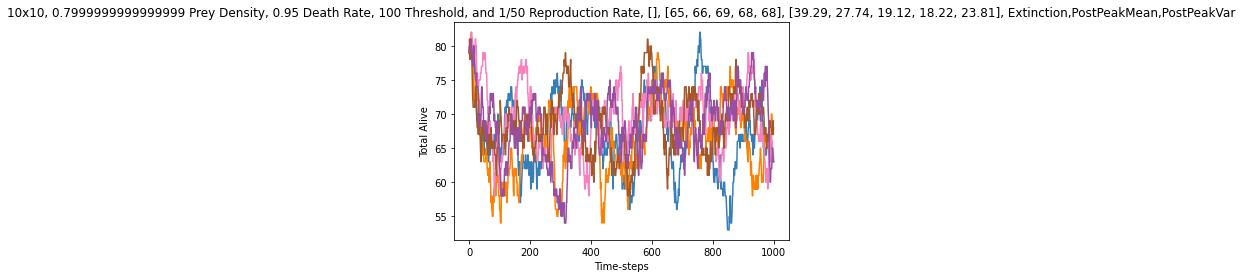 10x10, 0.7999999999999999 Prey Density, 0.95 Death Rate, 100 Threshold, and 1/50 Reproduction Rate, [], [65, 66, 69, 68, 68], [39.29, 27.74, 19.12, 18.22, 23.81], Extinction,PostPeakMean,PostPeakVar
80
75
70
65
60
55
Total Alive
0 200 400 600 800 1000
Time-steps